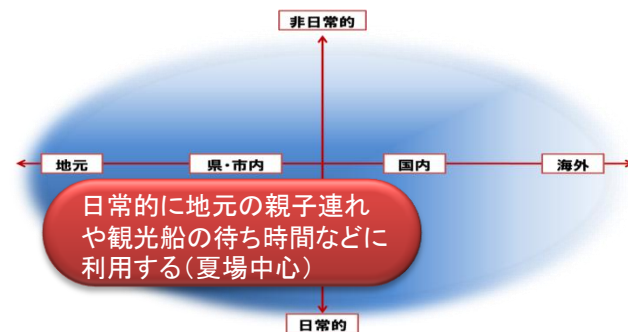 非日常的
地元
県・市内
国内
海外
日常的に地元の親子連れ
や観光船の待ち時間などに
利用する(夏場中心)
日常的